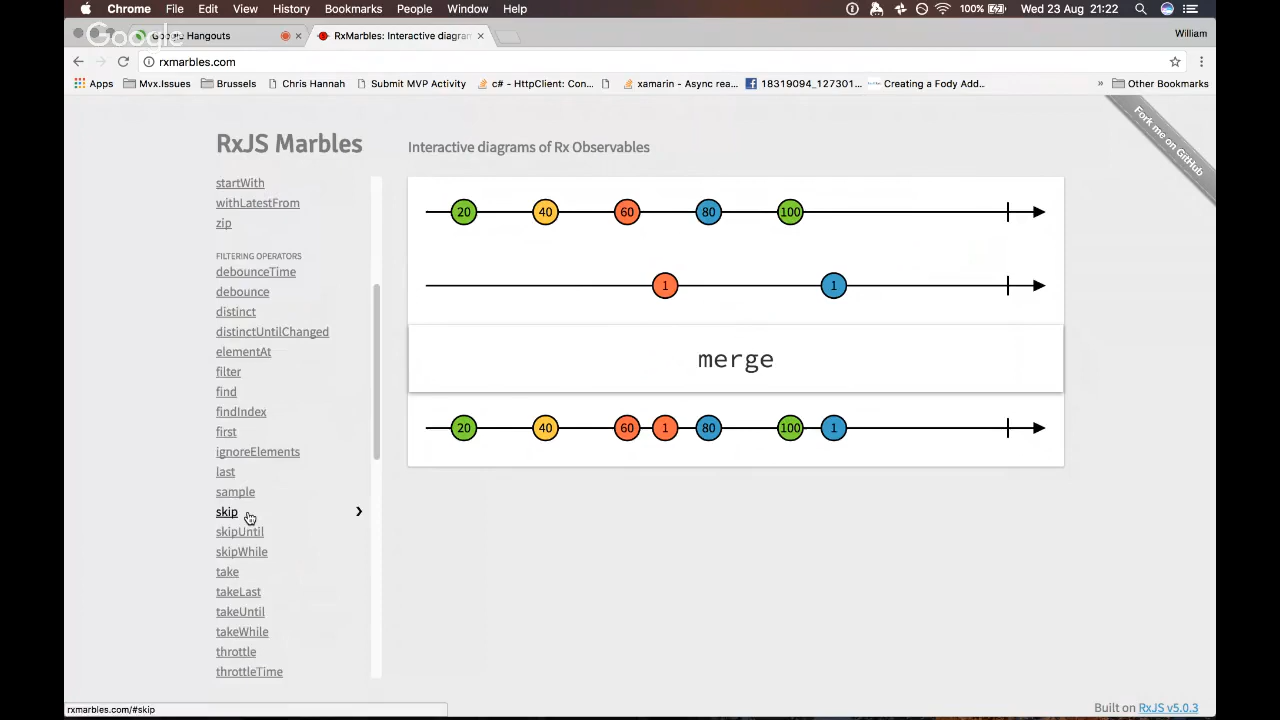 Chrome File Edit View History Bookmarks People Window Help 100% Wed 23 Aug 21:22
Google
Google Hangouts RxMarbles: Interactive diagram William
rxmarbles.com
Apps Mvx.Issues Brussels Chris Hannah Submit MVP Activity c# - HttpClient: Con... xamarin - Async rea... 18319094_127301... Creating a Fody Add... » Other Bookmarks
Fork me on GitHub
RxJS Marbles
Interactive diagrams of Rx Observables
startWith
withLatestFrom
zip
FILTERING OPERATORS
debounceTime
debounce
distinct
distinctUntilChanged
elementAt
filter
find
findIndex
first
ignoreElements
last
sample
skip
skipUntil
skipWhile
take
takeLast
takeUntil
takeWhile
throttle
throttleTime
20 40 60 80 100
1 1
merge
20 40 60 1 80 100 1
rxmarbles.com/#skip
Built on RxJS v5.0.3